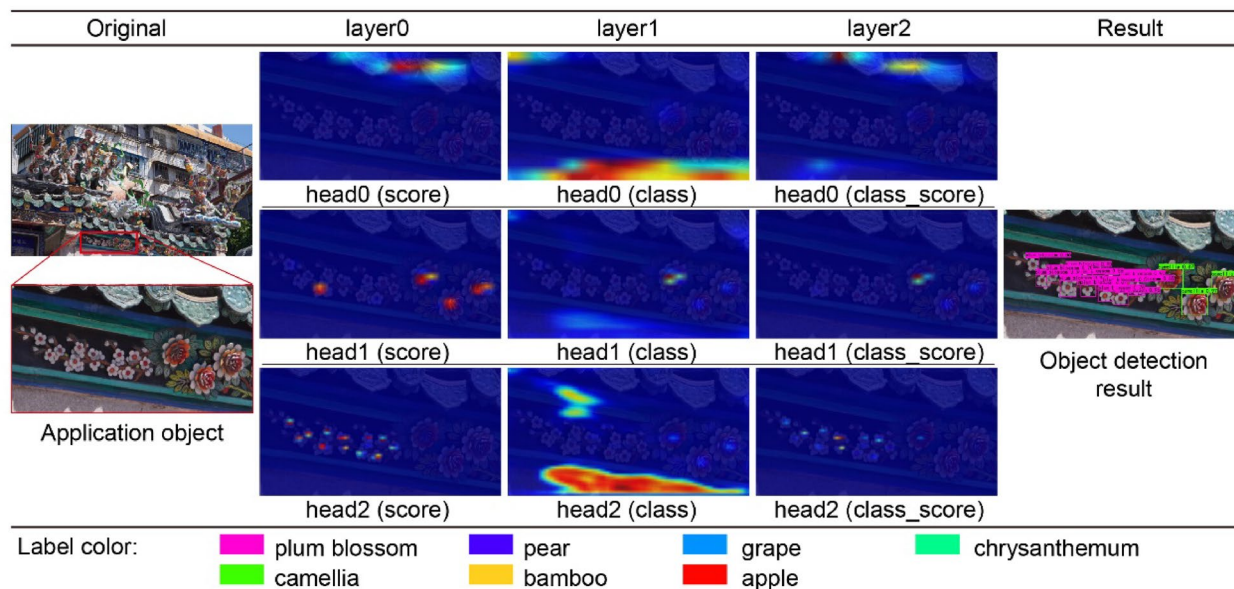 Original layer0 layer1 layer2 Result
head0 (score) head0 (class) head0 (class_score)
head1 (score) head1 (class) head1 (class_score)
Object detection
result
Application object
head2 (score) head2 (class) head2 (class_score)
Label color: plum blossom pear grape chrysanthemum
camellia bamboo apple